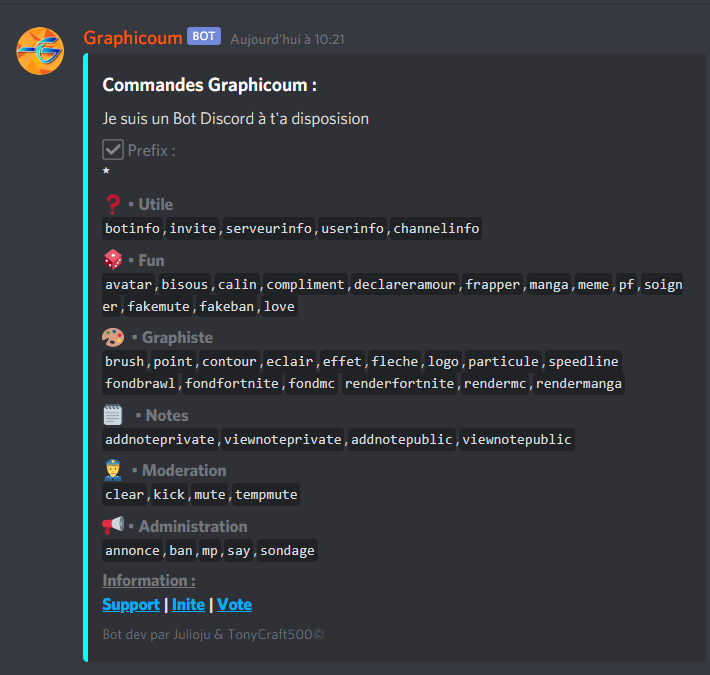 Graphicoum BOT Aujourd'hui à 10:21
Commandes Graphicoum :
Je suis un Bot Discord à t'a disposision
Prefix :
*
• Utile
botinfo,invite,serveurinfo,userinfo,channelinfo
• Fun
avatar,bisous,calin,compliment,declareramour,frapper,manga,meme,pf,soign
er,fakemute,fakeban,love
• Graphiste
brush,point,contour,eclair,effet,fleche,logo,particule,speedline
fondbrawl,fondfortnite,fondmc renderfortnite,rendermc,rendermanga
• Notes
addnoteprivate,viewnoteprivate,addnotepublic,viewnotepublic
• Moderation
clear,kick,mute,tempmute
• Administration
annonce,ban,mp,say,sondage
Information :
Support | Inite | Vote
Bot dev par Julioju & TonyCraft500©